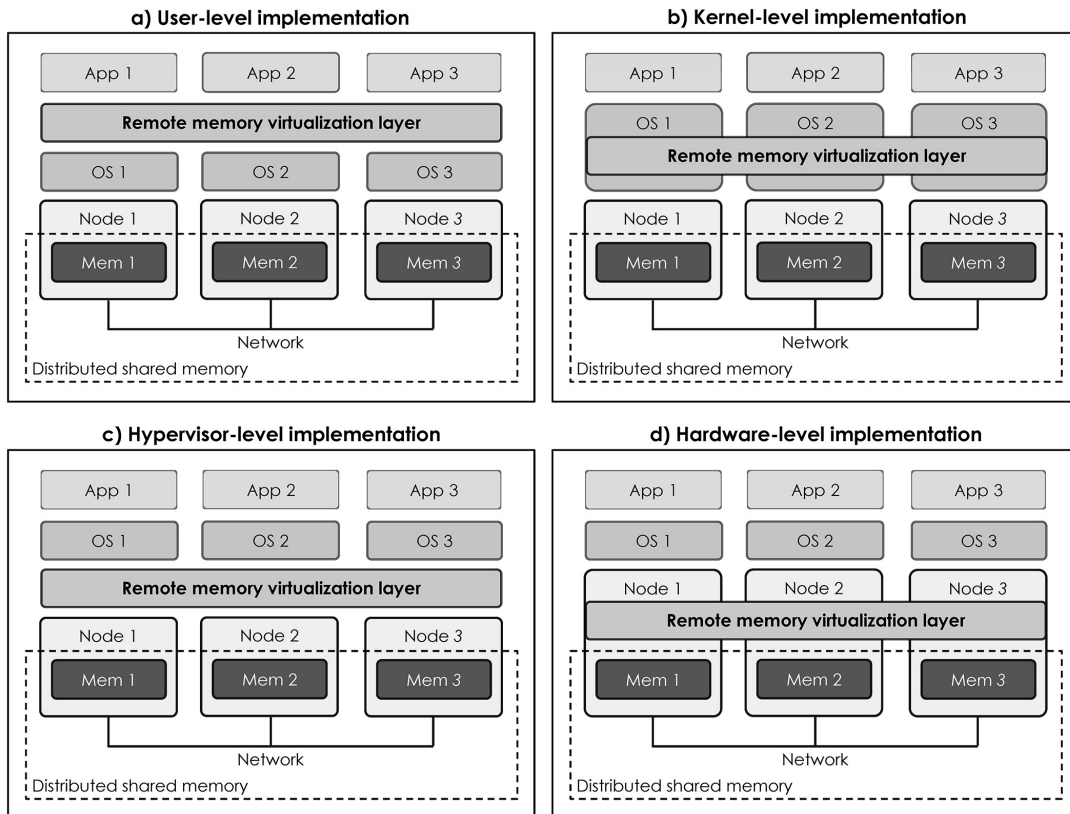 a) User-level implementation
App 1 App 2 App 3
Remote memory virtualization layer
OS 1 OS 2 OS 3
Node 1 Node 2 Node 3
Mem 1 Mem 2 Mem 3
Network
Distributed shared memory
b) Kernel-level implementation
App 1 App 2 App 3
OS 1 OS 2 OS 3
Remote memory virtualization layer
Node 1 Node 2 Node 3
Mem 1 Mem 2 Mem 3
Network
Distributed shared memory
c) Hypervisor-level implementation
App 1 App 2 App 3
OS 1 OS 2 OS 3
Remote memory virtualization layer
Node 1 Node 2 Node 3
Mem 1 Mem 2 Mem 3
Network
Distributed shared memory
d) Hardware-level implementation
App 1 App 2 App 3
OS 1 OS 2 OS 3
Node 1 Node 2 Node 3
Remote memory virtualization layer
Mem 1 Mem 2 Mem 3
Network
Distributed shared memory